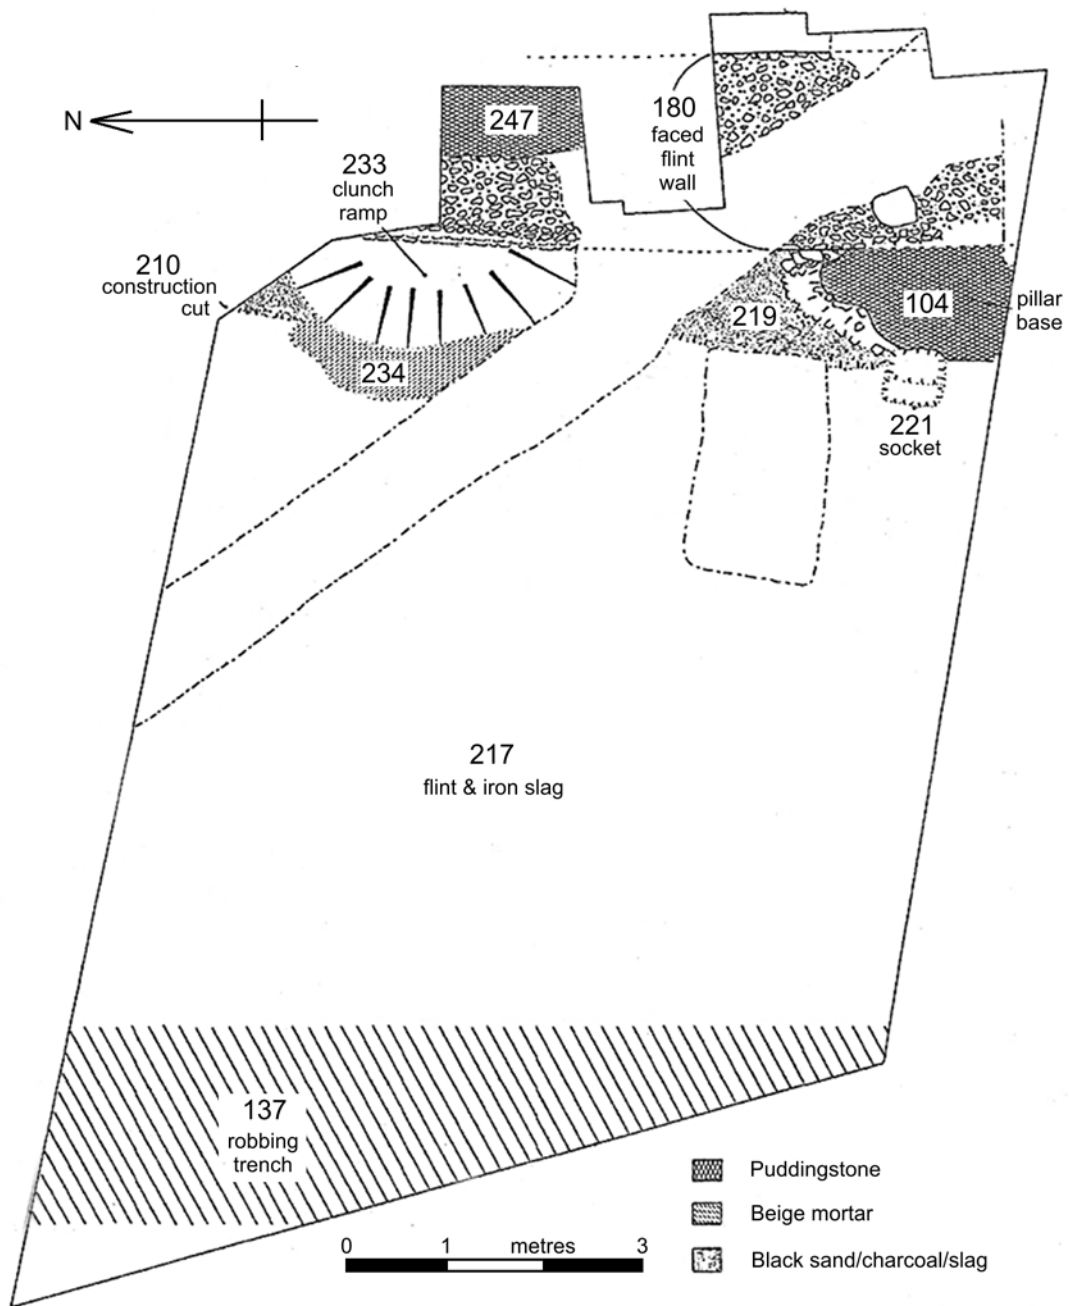 N
247
180
faced
flint
wall
233
clunch
ramp
210
construction
cut
234
219
104
pillar
base
221
socket
217
flint & iron slag
137
robbing
trench
Puddingstone
Beige mortar
Black sand/charcoal/slag
0 1 metres 3